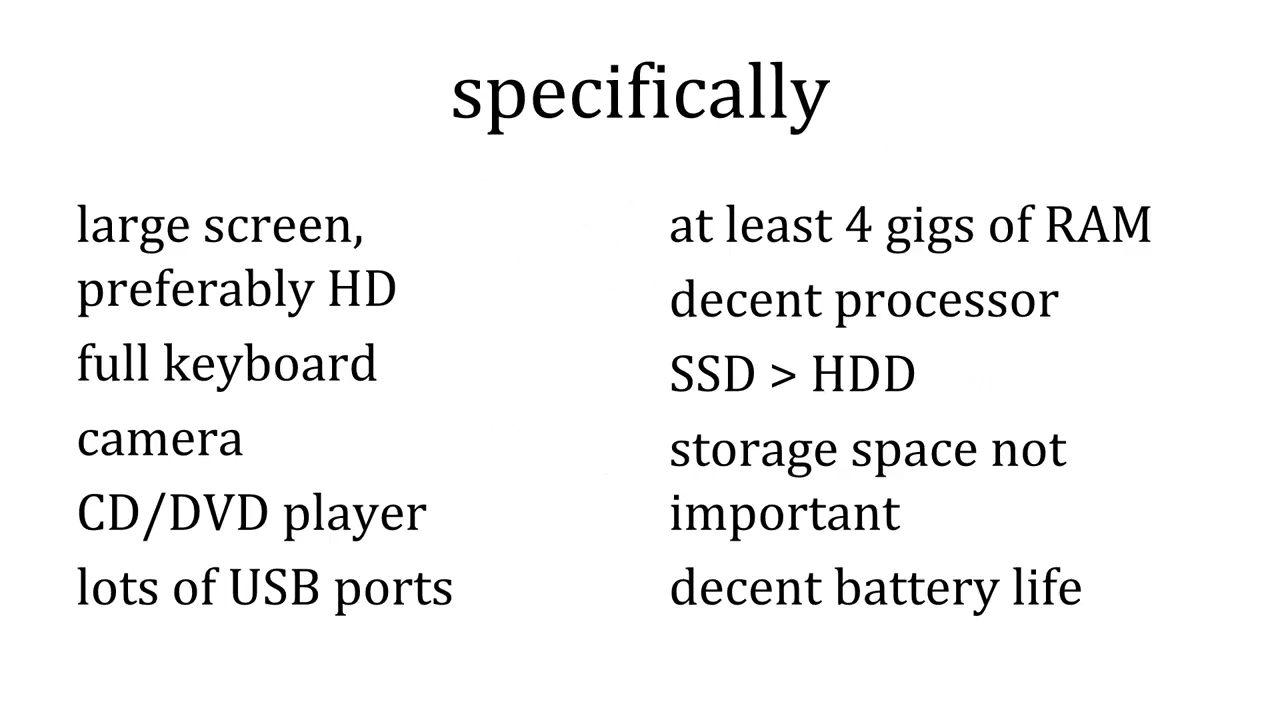 specifically
large screen,
preferably HD
full keyboard
camera
CD/DVD player
lots of USB ports
at least 4 gigs of RAM
decent processor
SSD > HDD
storage space not
important
decent battery life